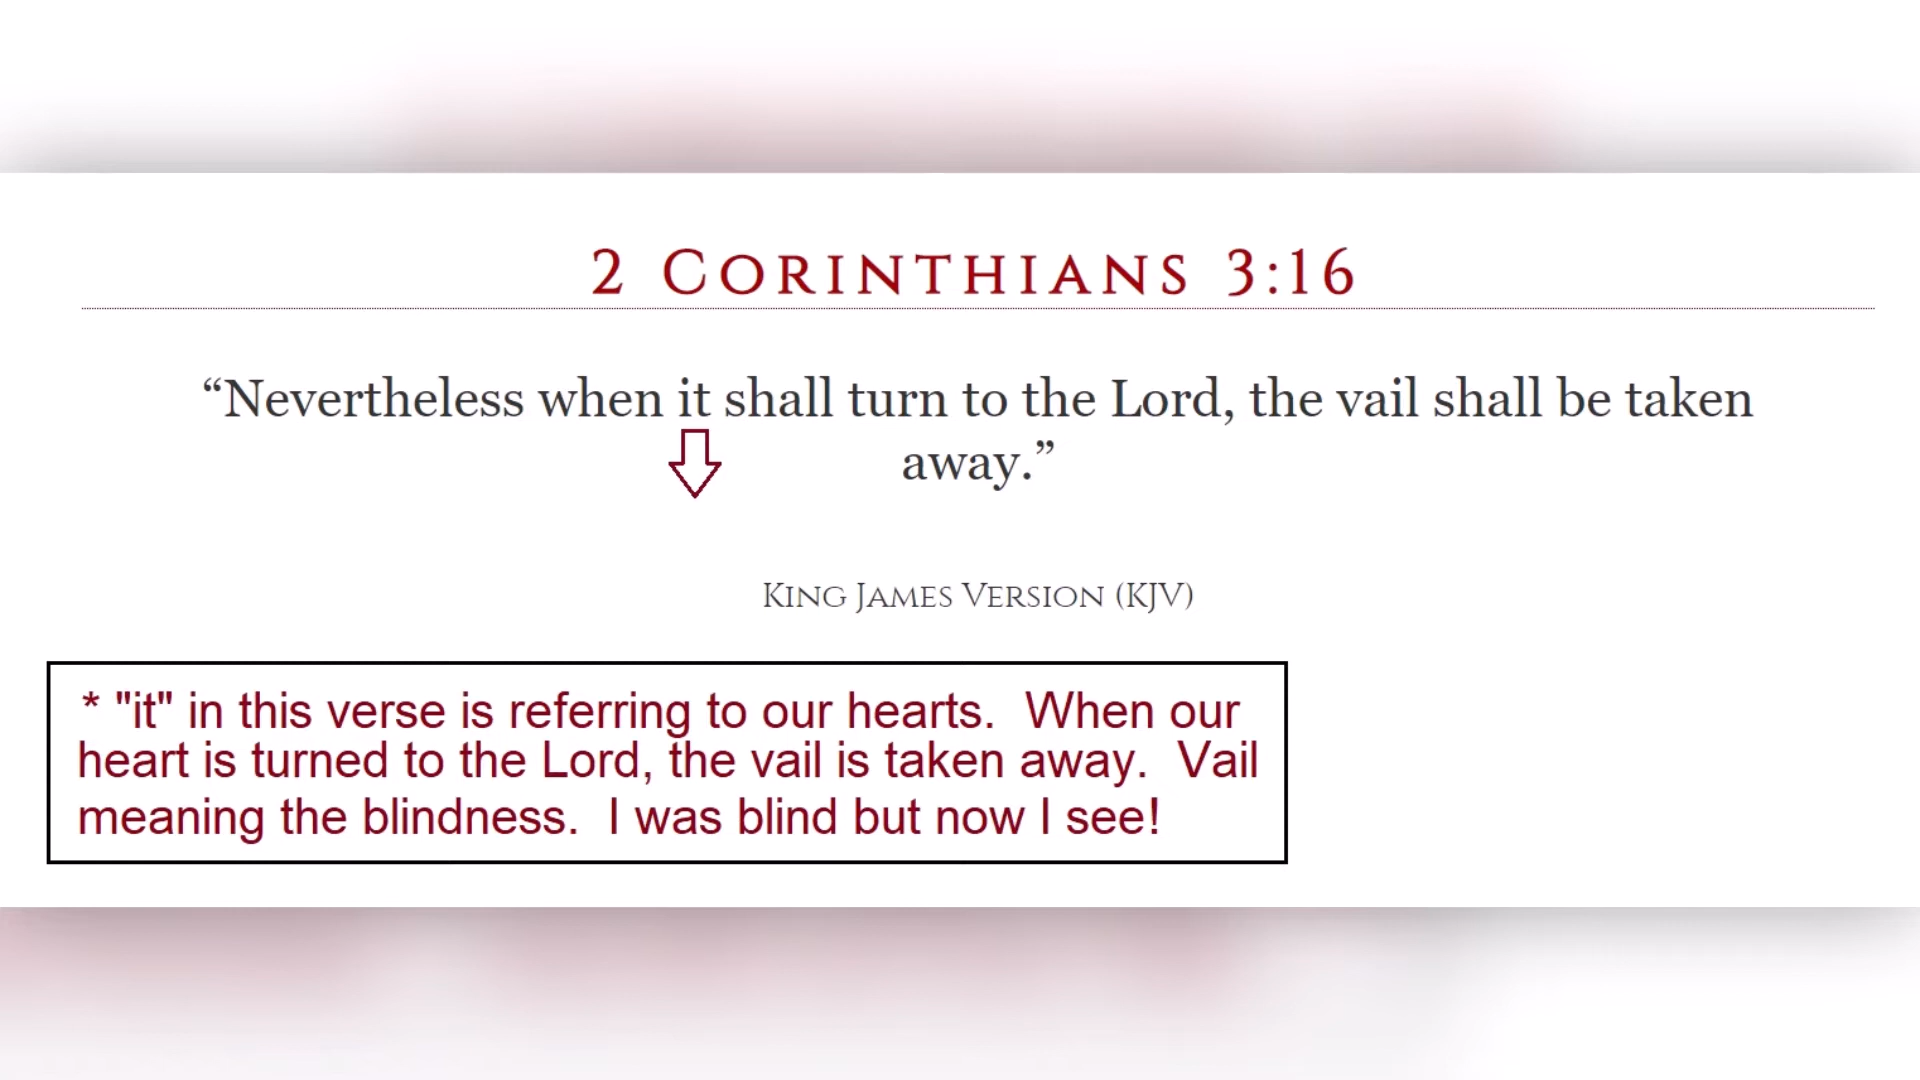 2 Corinthians 3:16
“Nevertheless when it shall turn to the Lord, the vail shall be taken
away.”
King James Version (KJV)
* "it" in this verse is referring to our hearts.  When our
heart is turned to the Lord, the vail is taken away.  Vail
meaning the blindness.  I was blind but now I see!